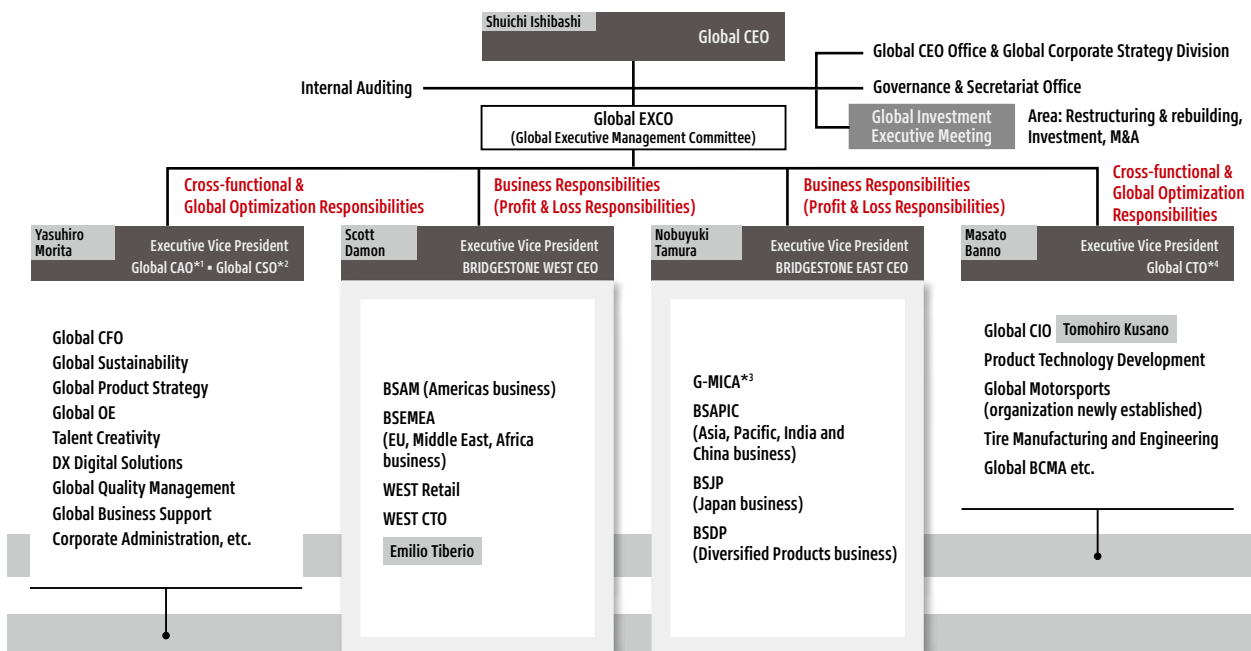 Shuichi Ishibashi
Global CEO
Global CEO Office & Global Corporate Strategy Division
Internal Auditing
Governance & Secretariat Office
Global EXCO
(Global Executive Management Committee)
Global Investment
Executive Meeting
Area: Restructuring & rebuilding,
Investment, M&A
Cross-functional &
Global Optimization Responsibilities
Business Responsibilities
(Profit & Loss Responsibilities)
Business Responsibilities
(Profit & Loss Responsibilities)
Cross-functional &
Global Optimization
Responsibilities
Yasuhiro
Morita
Executive Vice President
Global CAO*1 ▪ Global CSO*2
Global CFO
Global Sustainability
Global Product Strategy
Global OE
Talent Creativity
DX Digital Solutions
Global Quality Management
Global Business Support
Corporate Administration, etc.
Scott
Damon
Executive Vice President
BRIDGESTONE WEST CEO
BSAM (Americas business)
BSEMEA
(EU, Middle East, Africa
business)
WEST Retail
WEST CTO
Emilio Tiberio
Nobuyuki
Tamura
Executive Vice President
BRIDGESTONE EAST CEO
G-MICA*3
BSAPIC
(Asia, Pacific, India and
China business)
BSJP
(Japan business)
BSDP
(Diversified Products business)
Masato
Banno
Executive Vice President
Global CTO*4
Global CIO Tomohiro Kusano
Product Technology Development
Global Motorsports
(organization newly established)
Tire Manufacturing and Engineering
Global BCMA etc.